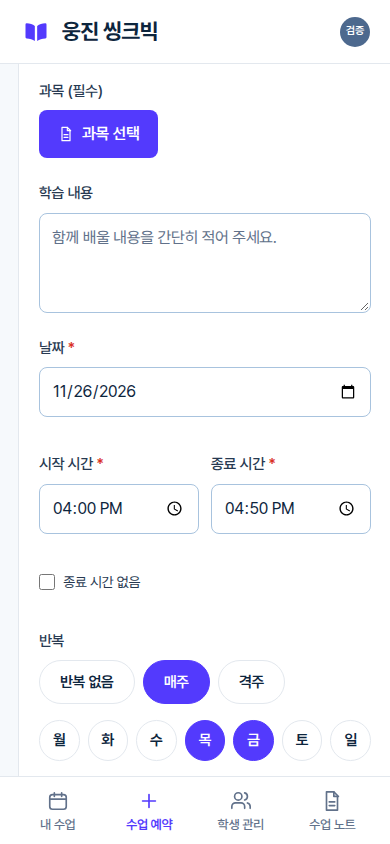 웅진 씽크빅
검증
과목 (필수)
과목 선택
학습 내용
함께 배울 내용을 간단히 적어 주세요.
날짜 *
11/26/2026
시작 시간 * 종료 시간 *
04:00 PM 04:50 PM
종료 시간 없음
반복
반복 없음 매주 격주
월 화 수 목 금 토 일
내 수업 수업 예약 학생 관리 수업 노트